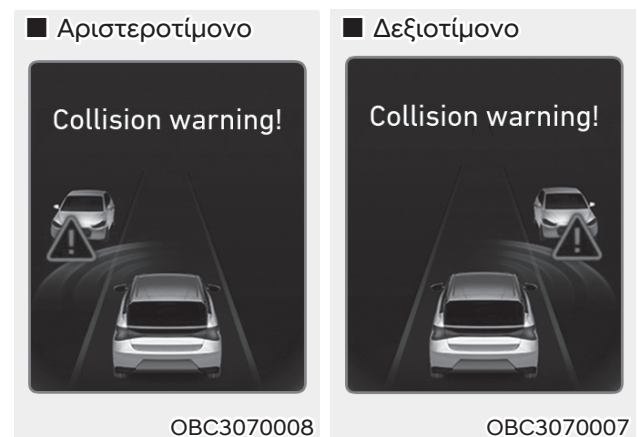 ■ Αριστεροτίμονο
Collision warning!
OBC3070008
■ Δεξιοτίμονο
Collision warning!
OBC3070007